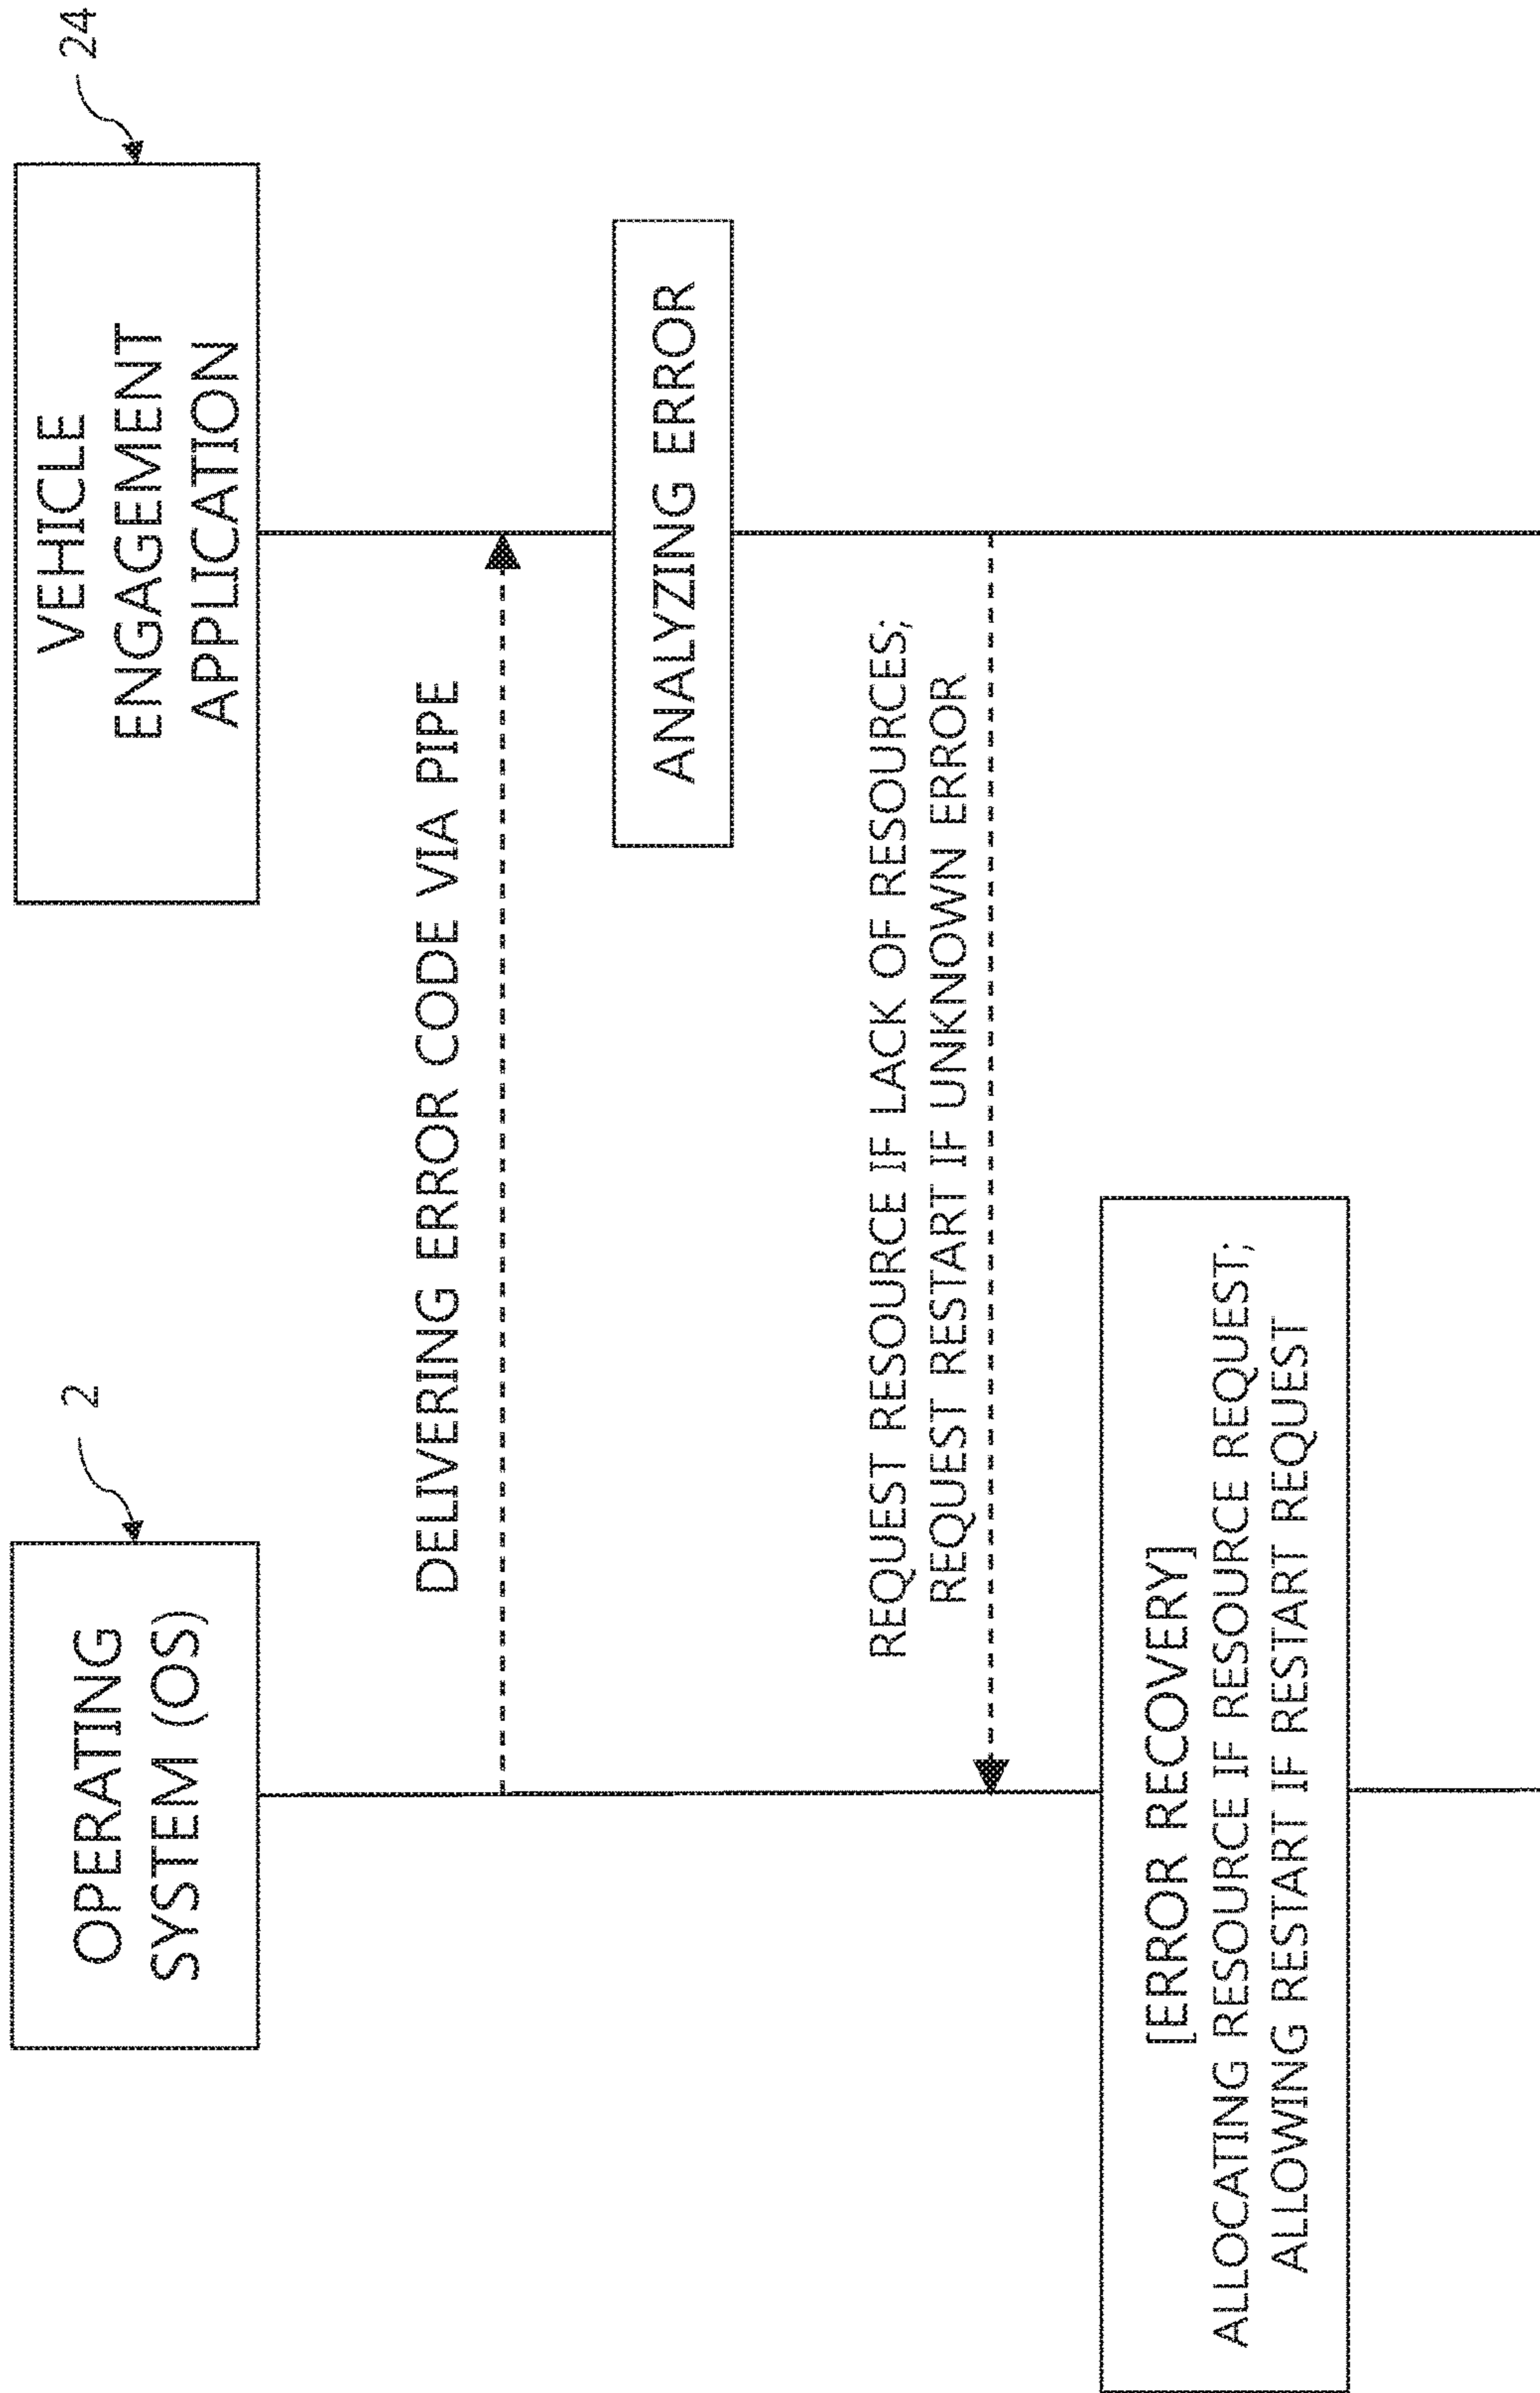 2
24
OPERATING
SYSTEM (OS)
VEHICLE
ENGAGEMENT
APPLICATION
DELIVERING ERROR CODE VIA PIPE
ANALYZING ERROR
REQUEST RESOURCE IF LACK OF RESOURCES;
REQUEST RESTART IF UNKNOWN ERROR
[ERROR RECOVERY]
ALLOCATING RESOURCE IF RESOURCE REQUEST;
ALLOWING RESTART IF RESTART REQUEST